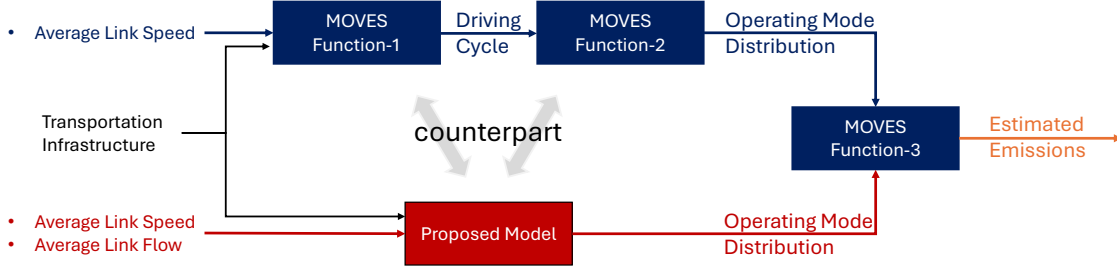 • Average Link Speed
MOVES
Function-1
Driving
Cycle
MOVES
Function-2
Operating Mode
Distribution
Transportation
Infrastructure
counterpart
MOVES
Function-3
Estimated
Emissions
• Average Link Speed
• Average Link Flow
Proposed Model
Operating Mode
Distribution